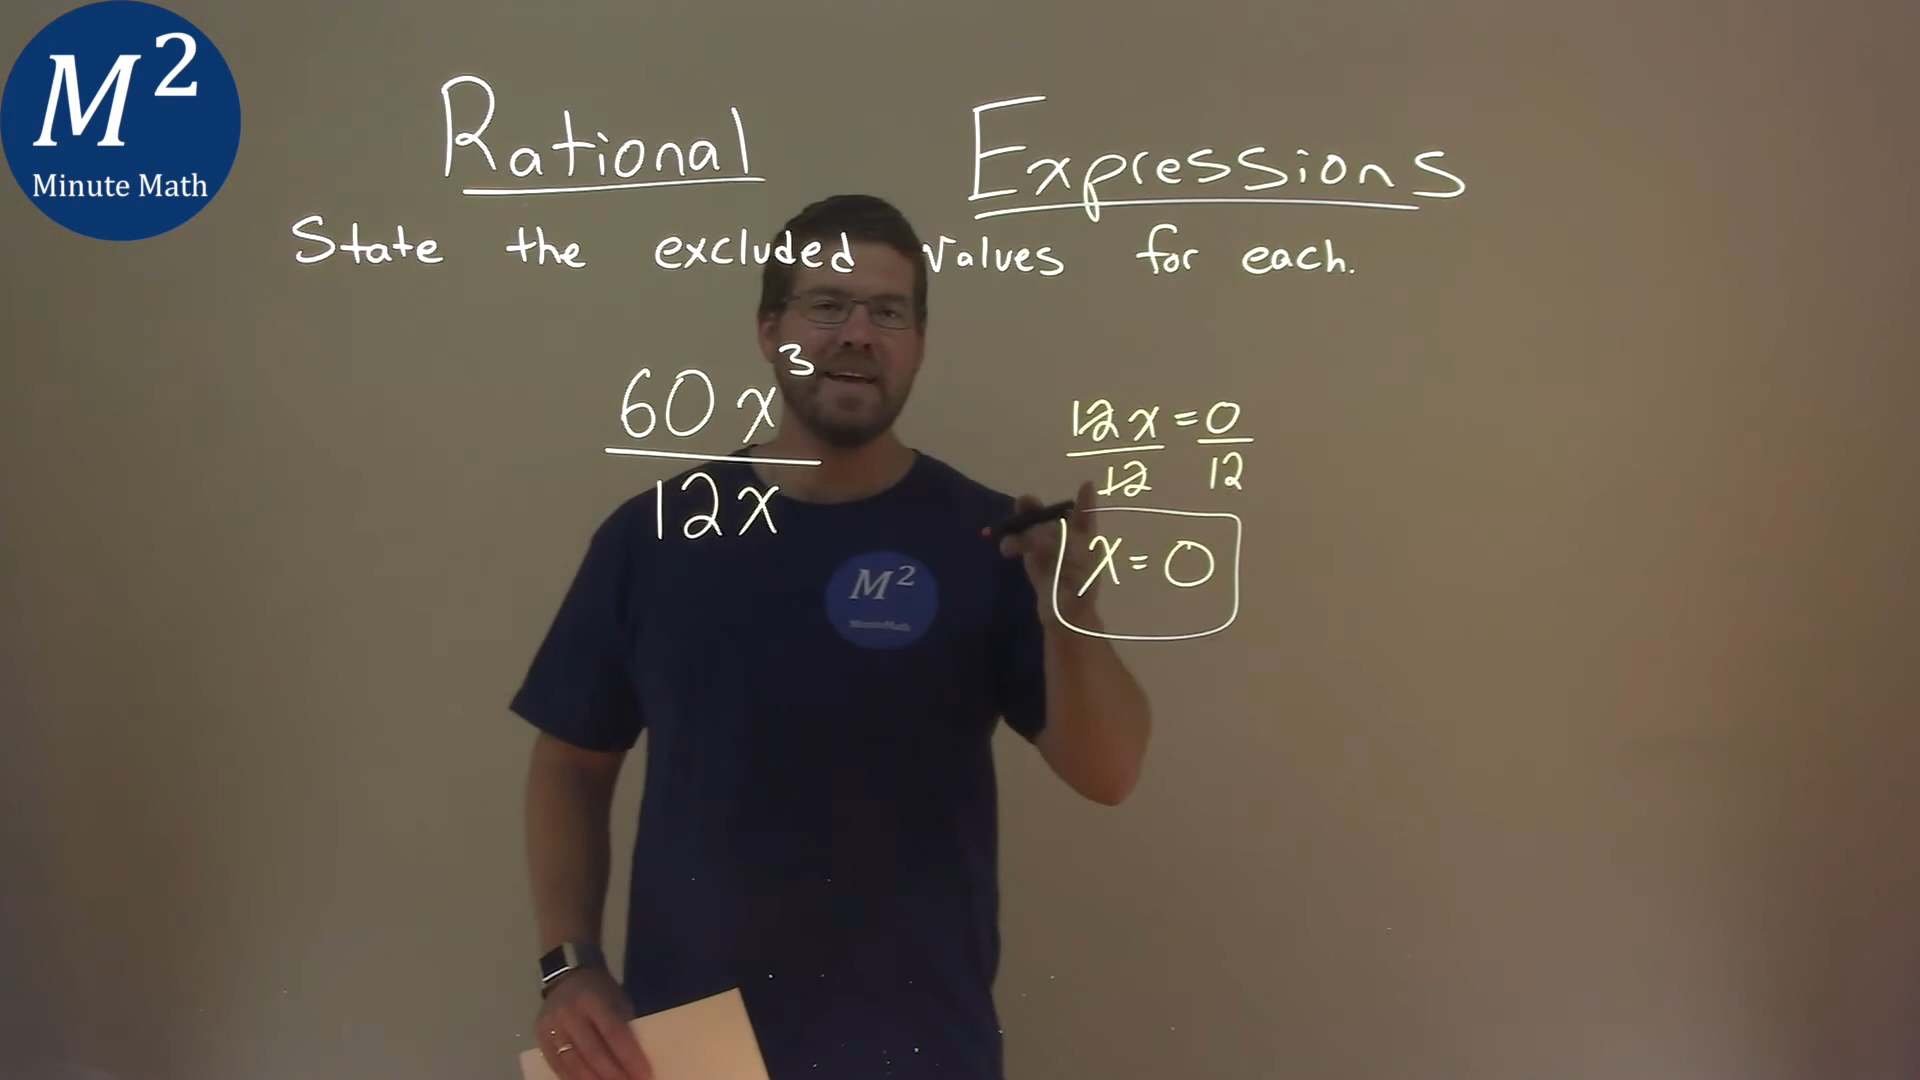 M²
Minute Math
Rational Expressions
State the excluded values for each.
60x³
12x
12x = 0
12 12
x = 0
M²
MinuteMath